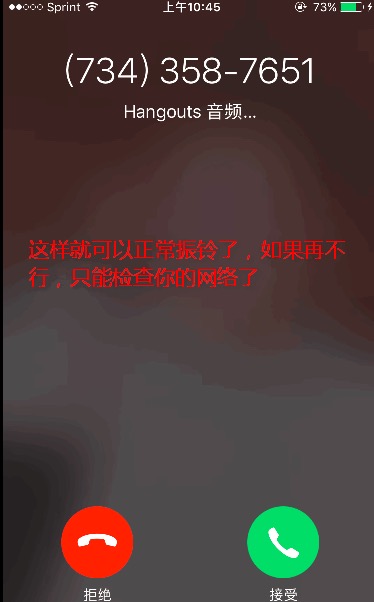 Sprint 上午10:45 73%
(734) 358-7651
Hangouts 音频...
这样就可以正常振铃了，如果再不
行，只能检查你的网络了
拒绝 接受